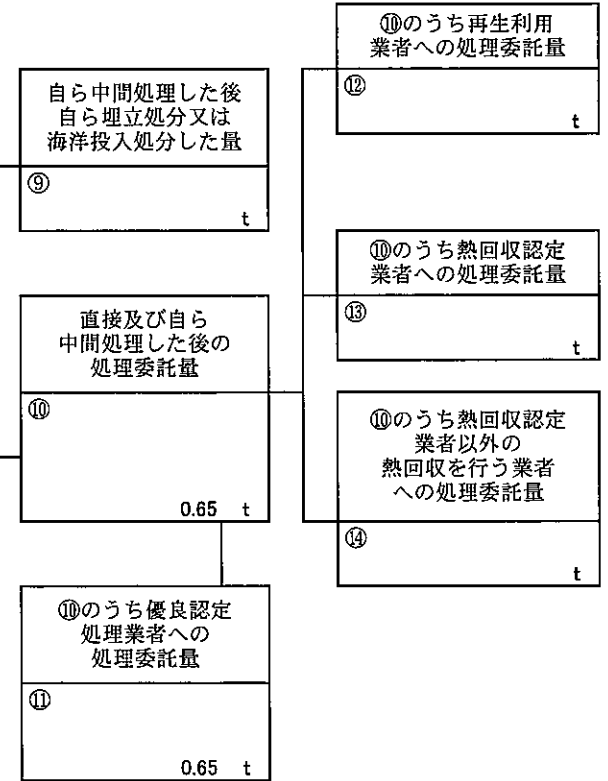 自ら中間処理した後
自ら埋立処分又は
海洋投入処分した量
⑨
t
直接及び自ら
中間処理した後の
処理委託量
⑩
0.65 t
⑩のうち優良認定
処理業者への
処理委託量
⑪
0.65 t
⑩のうち再生利用
業者への処理委託量
⑫
t
⑩のうち熱回収認定
業者への処理委託量
⑬
t
⑩のうち熱回収認定
業者以外の
熱回収を行う業者
への処理委託量
⑭
t